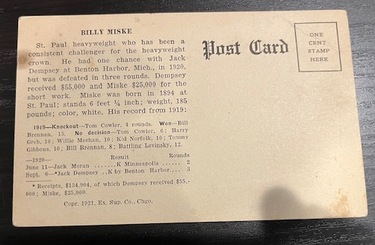 BILLY MISKE
St. Paul heavyweight who has been a
consistent challenger for the heavyweight
crown. He had one chance with Jack
Dempsey at Benton Harbor, Mich., in 1920,
but was defeated in three rounds. Dempsey
received $55,000 and Miske $25,000 for the
short work. Miske was born in 1894 at
St. Paul; stands 6 feet ¼ inch; weight, 185
pounds; color, white. His record from 1919:
1919—Knockout—Tom Cowler, 4 rounds. Won—Bill
Brennan, 15. No decision—Tom Cowler, 6; Harry
Greb, 10; Willie Meehan, 10; Kid Norfolk, 10; Tommy
Gibbons, 10; Bill Brennan, 8; Battling Levinsky, 12.
—1920— Result Rounds
June 11—Jack Moran ......K Minneapolis ...... 2
Sept. 6—*Jack Dempsey ..K by Benton Harbor.... 3
* Receipts, $134,904, of which Dempsey received $55,-
000; Miske, $25,000.
Copr. 1921, Ex. Sup. Co., Chgo.
Post Card
ONE
CENT
STAMP
HERE